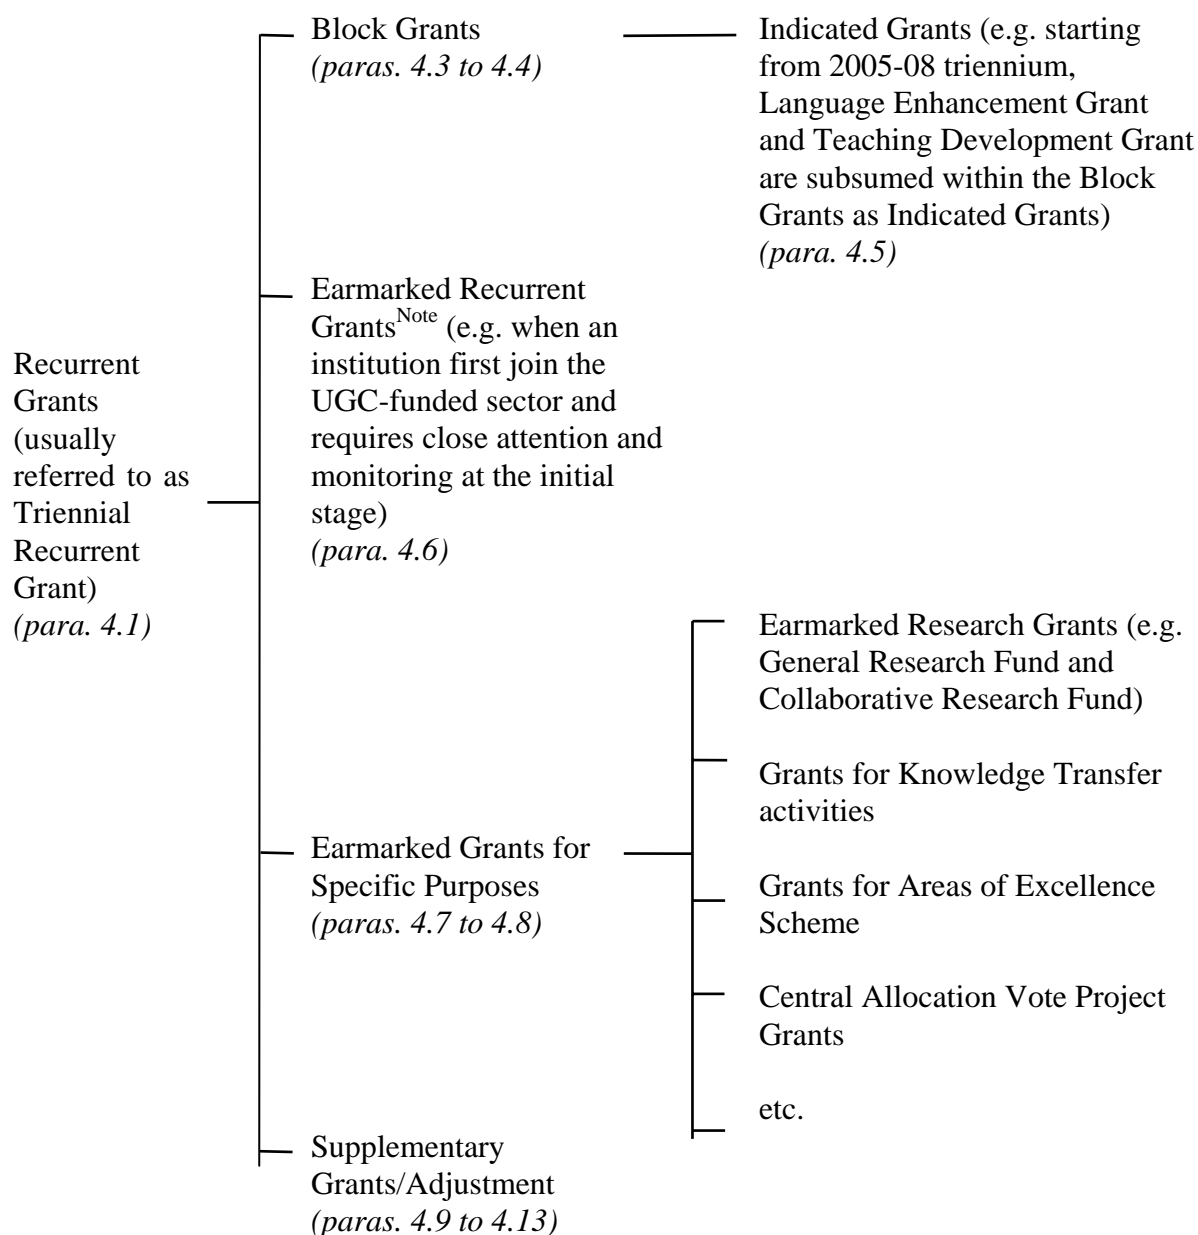 Block Grants
(paras. 4.3 to 4.4)
Indicated Grants (e.g. starting
from 2005-08 triennium,
Language Enhancement Grant
and Teaching Development Grant
are subsumed within the Block
Grants as Indicated Grants)
(para. 4.5)
Earmarked Recurrent
Grants^Note (e.g. when an
institution first join the
UGC-funded sector and
requires close attention and
monitoring at the initial
stage)
(para. 4.6)
Recurrent
Grants
(usually
referred to as
Triennial
Recurrent
Grant)
(para. 4.1)
Earmarked Research Grants (e.g.
General Research Fund and
Collaborative Research Fund)
Grants for Knowledge Transfer
activities
Earmarked Grants for
Specific Purposes
(paras. 4.7 to 4.8)
Grants for Areas of Excellence
Scheme
Central Allocation Vote Project
Grants
etc.
Supplementary
Grants/Adjustment
(paras. 4.9 to 4.13)